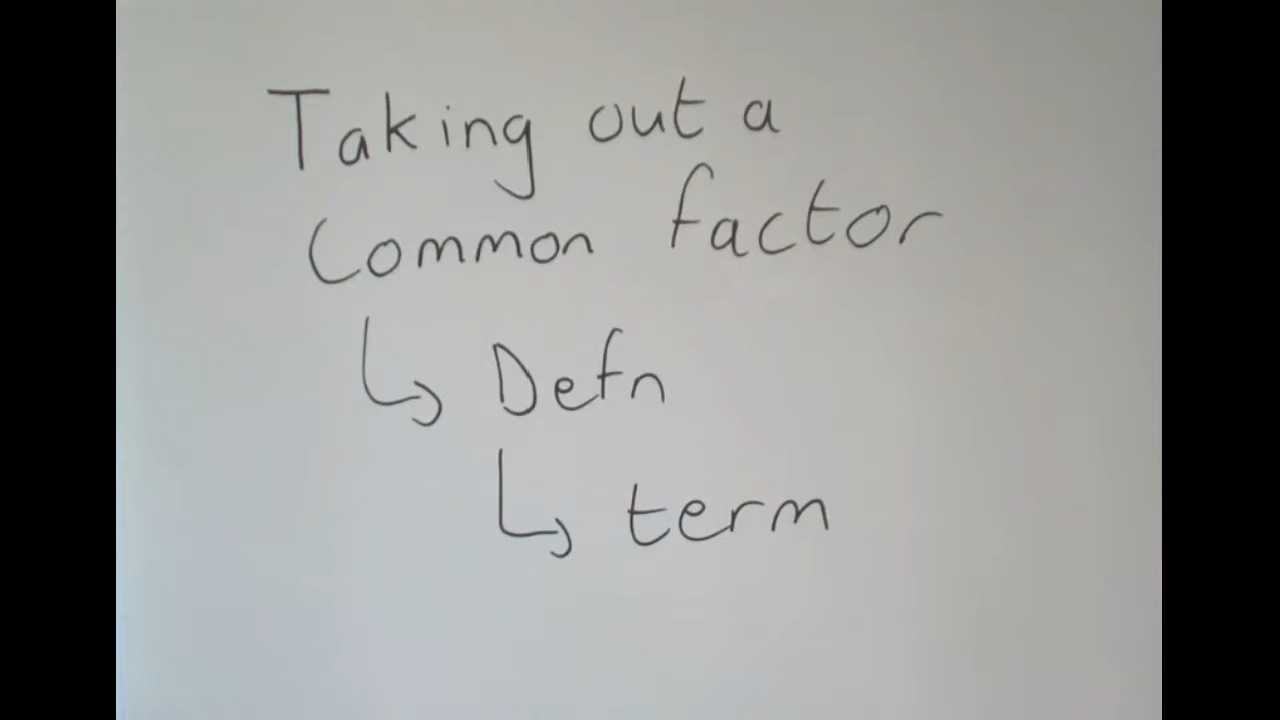 Taking out a
Common factor
↳ Defn
↳ term